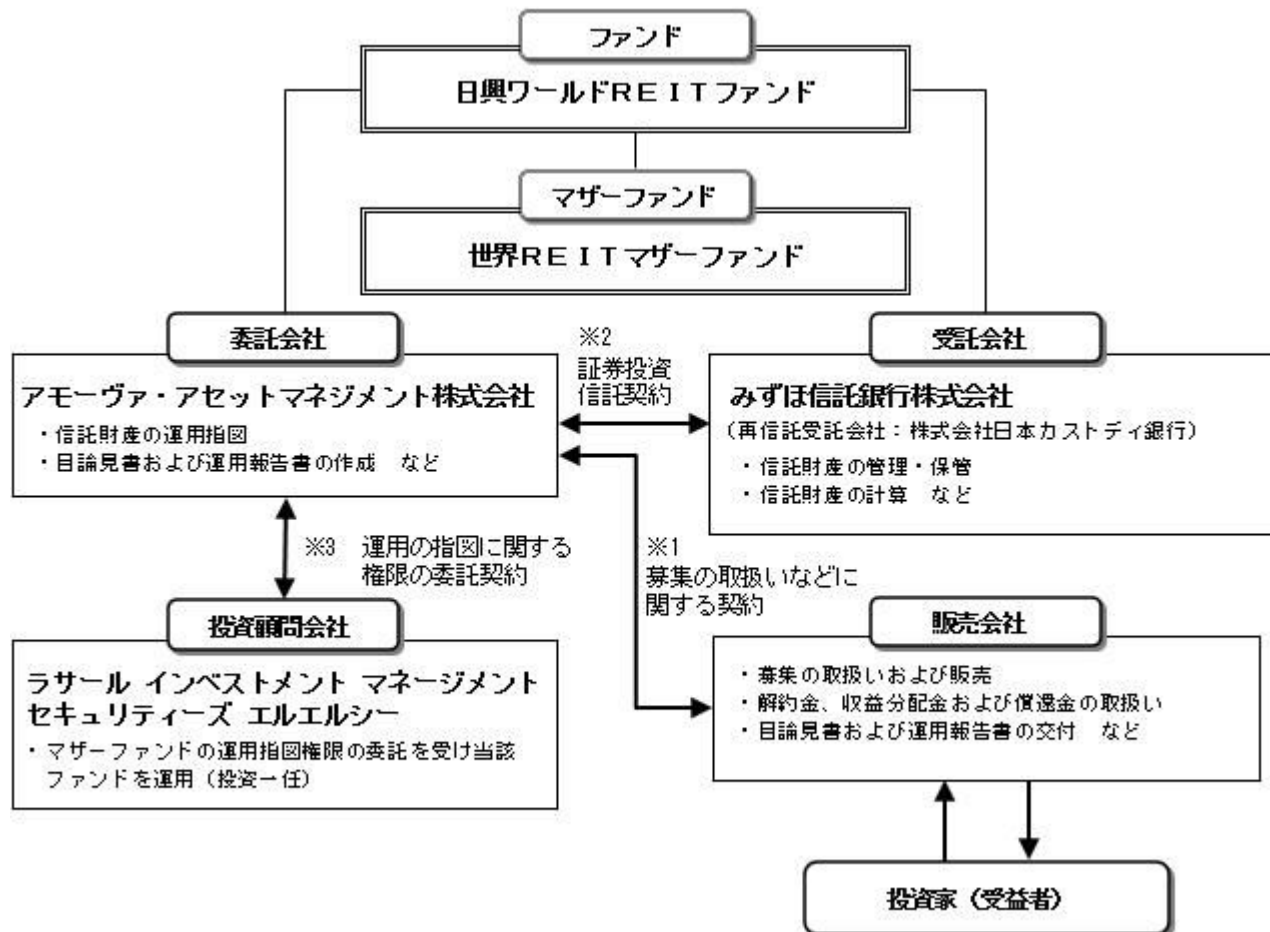 ファンド
日興ワールドREITファンド
マザーファンド
世界REITマザーファンド
委託会社
アモーヴァ・アセットマネジメント株式会社
・信託財産の運用指図
・目論見書および運用報告書の作成 など
※2
証券投資
信託契約
受託会社
みずほ信託銀行株式会社
(再信託受託会社:株式会社日本カストディ銀行)
・信託財産の管理・保管
・信託財産の計算 など
※3 運用の指図に関する
権限の委託契約
※1
募集の取扱いなどに
関する契約
投資顧問会社
ラサール インベストメント マネージメント
セキュリティーズ エルエルシー
・マザーファンドの運用指図権限の委託を受け当該
ファンドを運用(投資一任)
販売会社
・募集の取扱いおよび販売
・解約金、収益分配金および償還金の取扱い
・目論見書および運用報告書の交付 など
投資家(受益者)